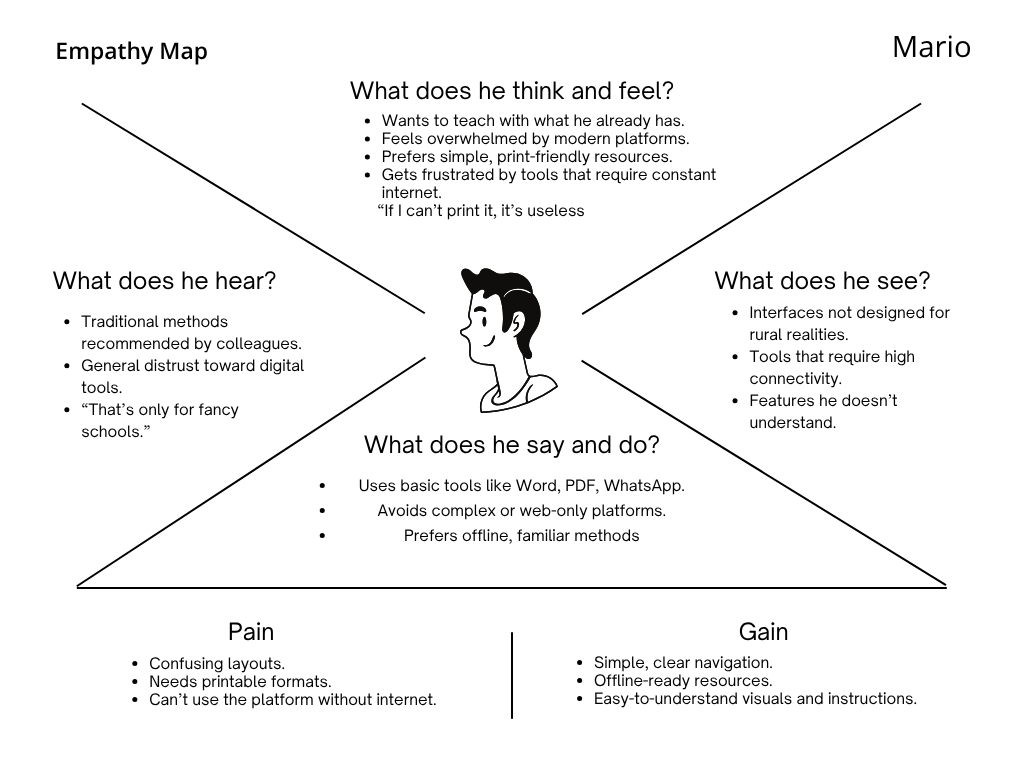 Empathy Map
Mario
What does he think and feel?
• Wants to teach with what he already has.
• Feels overwhelmed by modern platforms.
• Prefers simple, print-friendly resources.
• Gets frustrated by tools that require constant
internet.
“If I can’t print it, it’s useless
What does he hear?
• Traditional methods
recommended by colleagues.
• General distrust toward digital
tools.
• “That’s only for fancy
schools.”
What does he see?
• Interfaces not designed for
rural realities.
• Tools that require high
connectivity.
• Features he doesn’t
understand.
What does he say and do?
• Uses basic tools like Word, PDF, WhatsApp.
• Avoids complex or web-only platforms.
• Prefers offline, familiar methods
Pain
• Confusing layouts.
• Needs printable formats.
• Can’t use the platform without internet.
Gain
• Simple, clear navigation.
• Offline-ready resources.
• Easy-to-understand visuals and instructions.